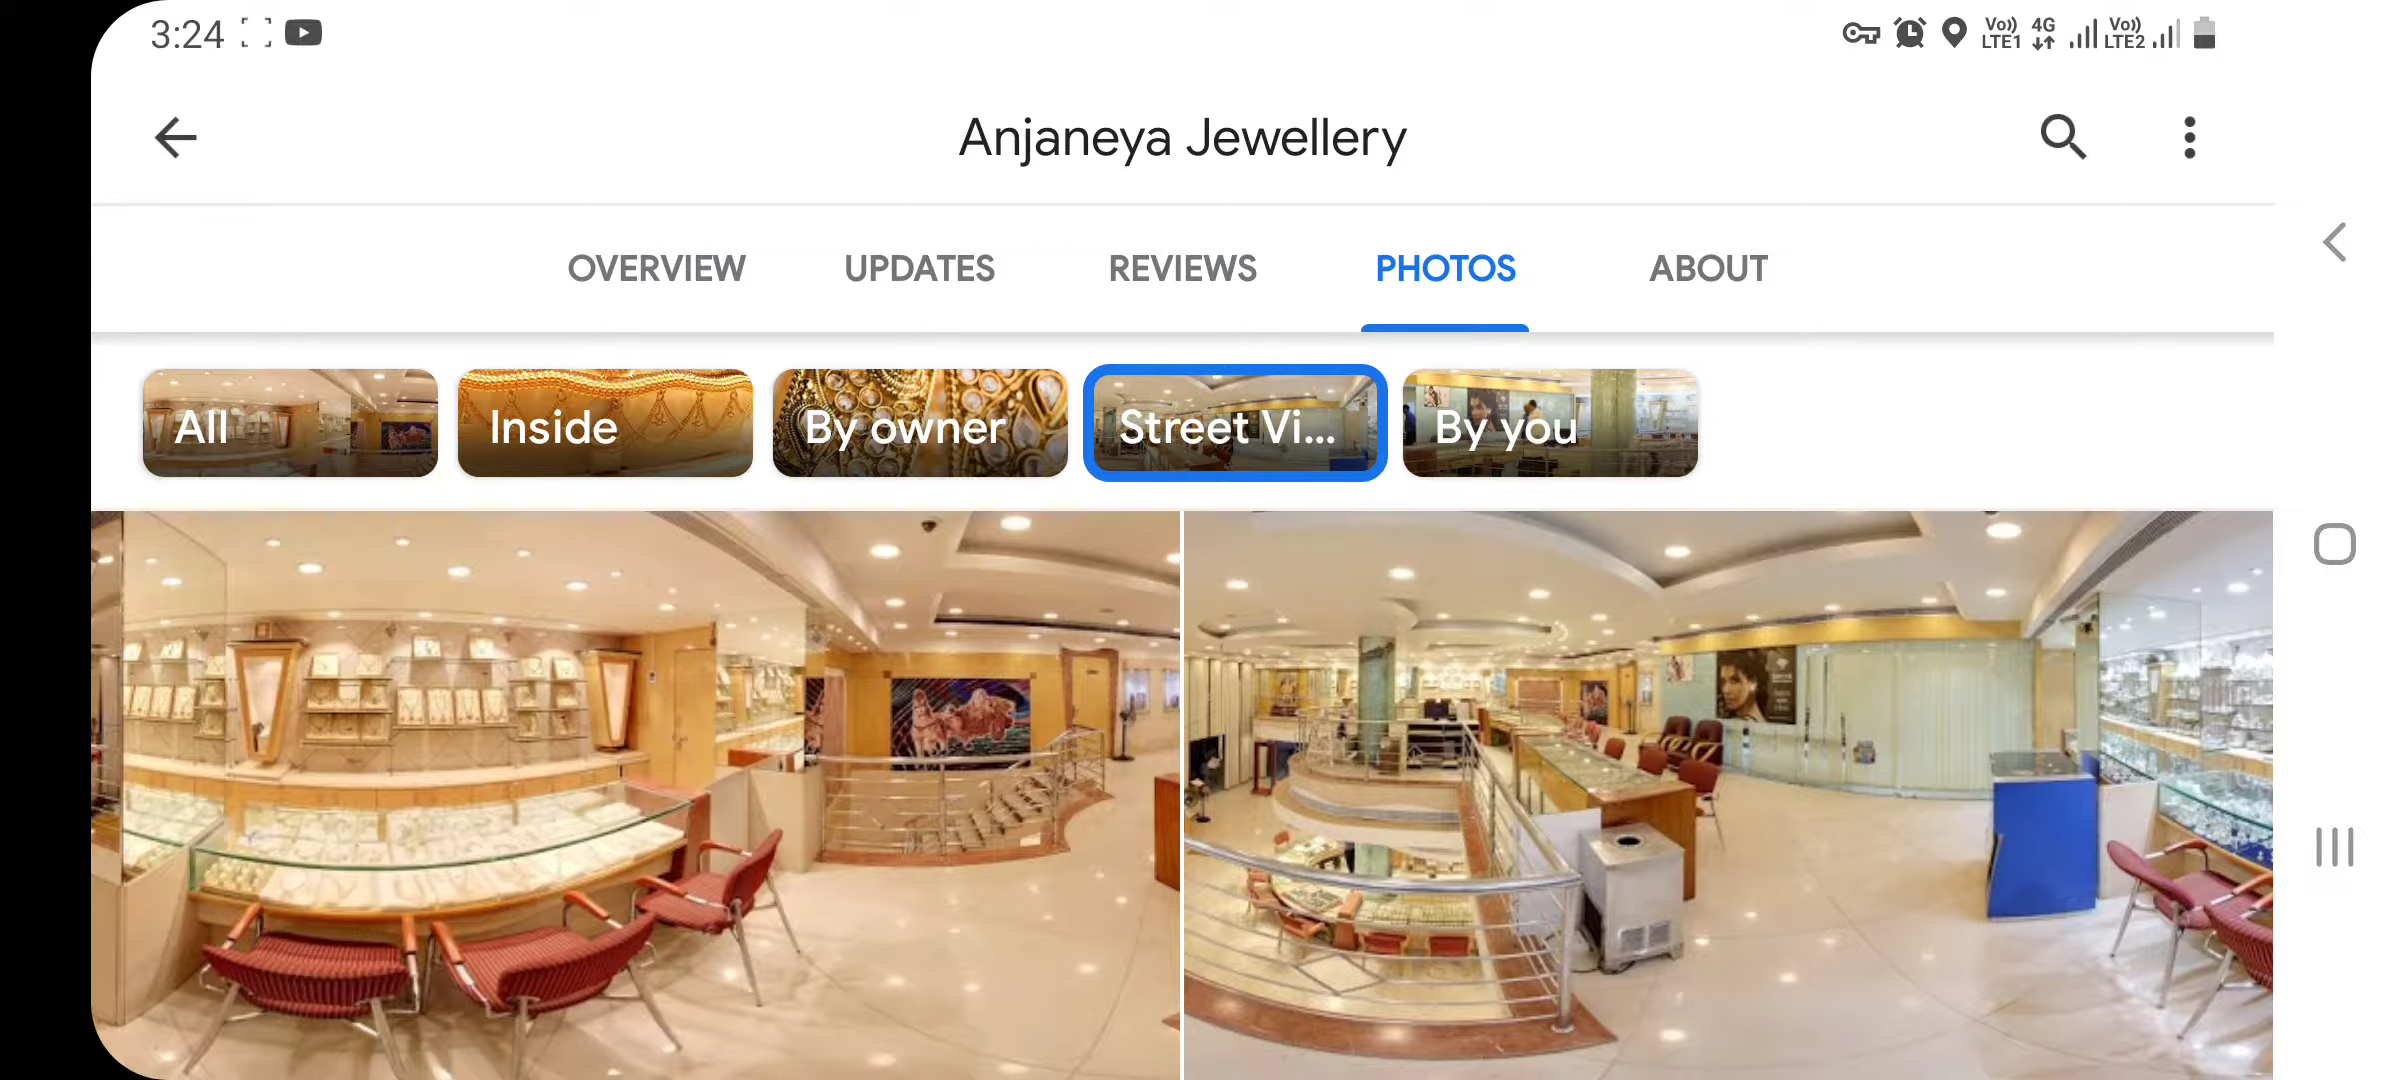 3:24
Vo)) LTE1 4G Vo)) LTE2
Anjaneya Jewellery
OVERVIEW UPDATES REVIEWS PHOTOS ABOUT
All Inside By owner Street Vi... By you